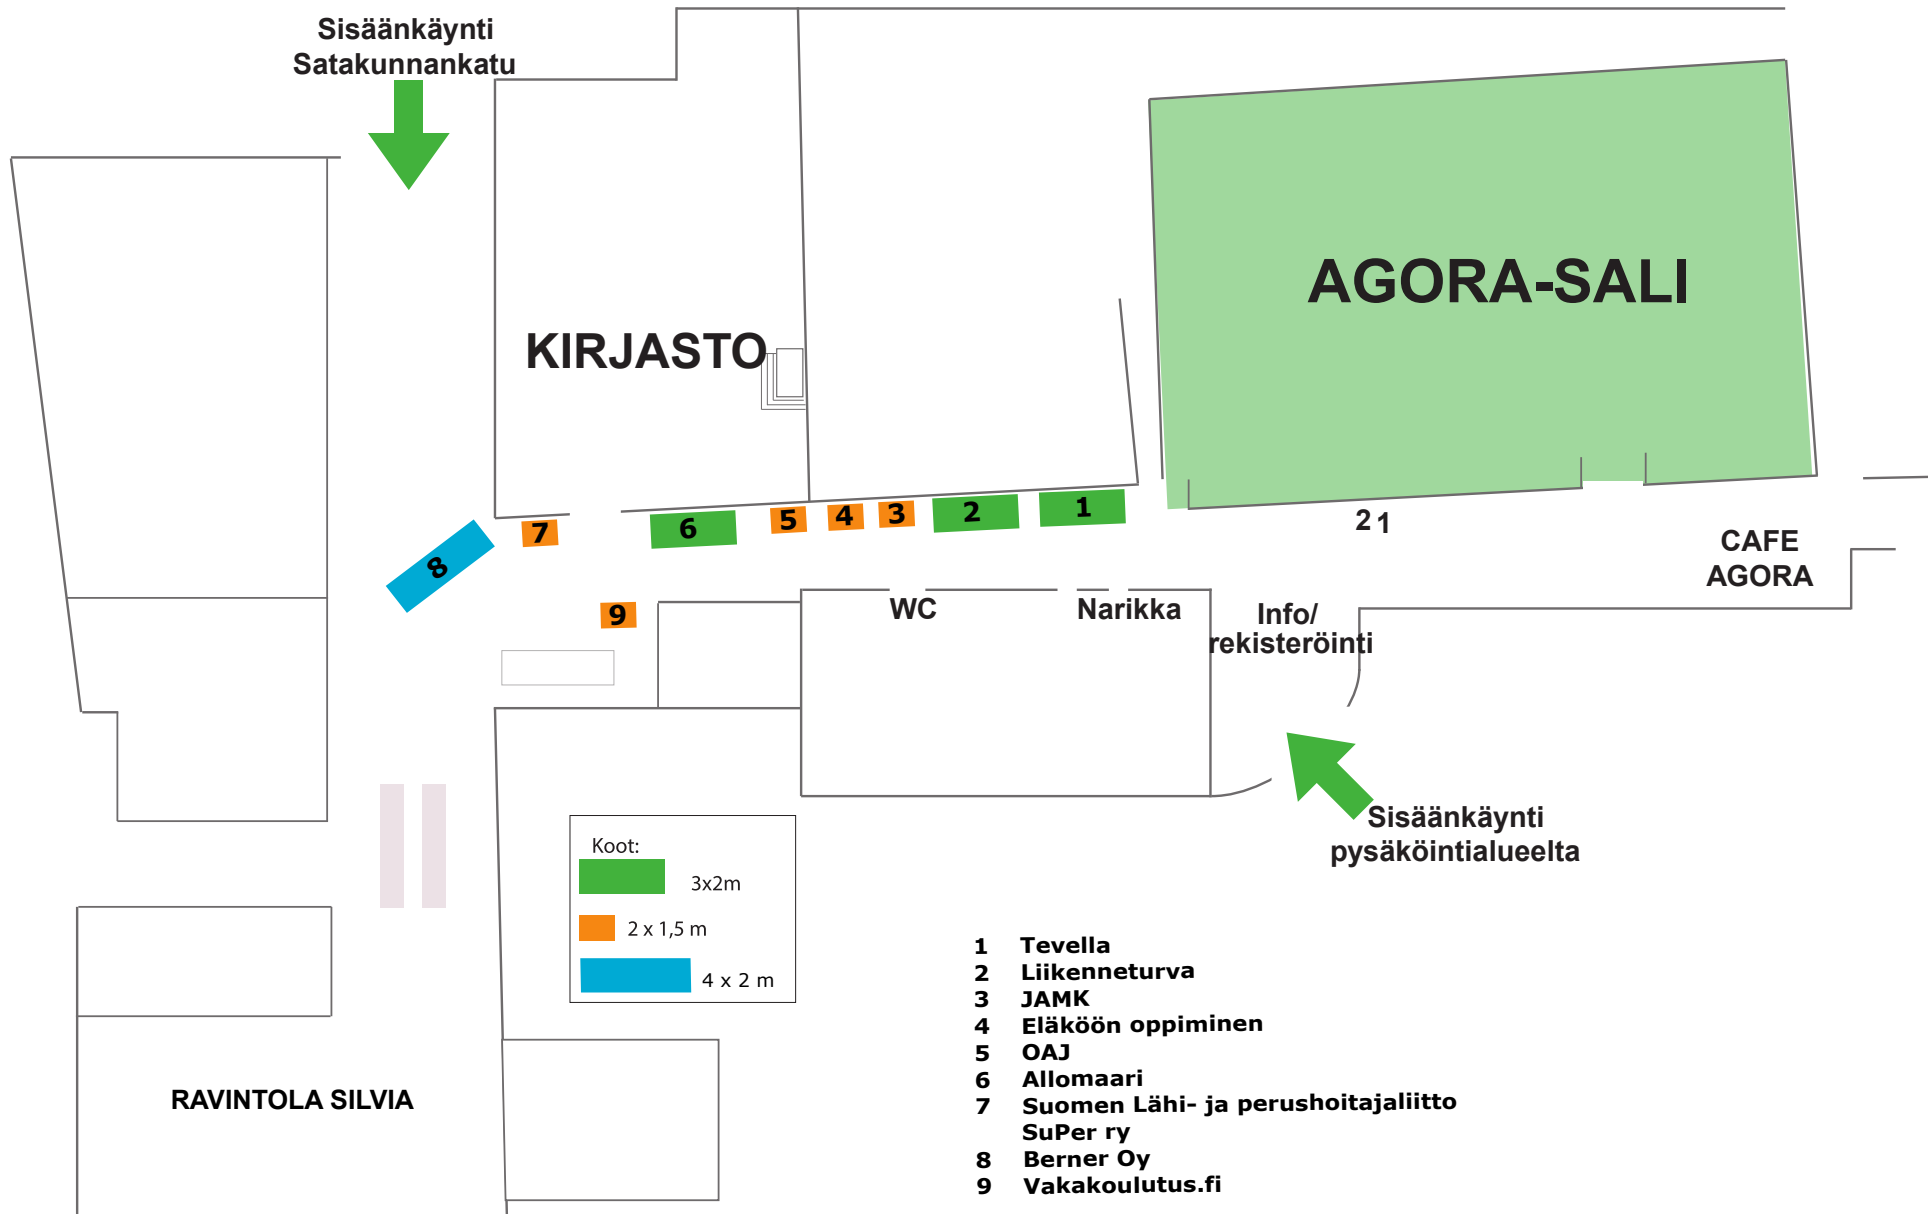 Sisäänkäynti
Satakunnankatu
AGORA-SALI
KIRJASTO
1
2
3
4
5
6
7
8
9
21
CAFE
AGORA
WC
Narikka
Info/
rekisteröinti
Sisäänkäynti
pysäköintialueelta
Koot:
3x2m
2 x 1,5 m
4 x 2 m
RAVINTOLA SILVIA
1 Tevella
2 Liikenneturva
3 JAMK
4 Eläköön oppiminen
5 OAJ
6 Allomaari
7 Suomen Lähi- ja perushoitajaliitto
SuPer ry
8 Berner Oy
9 Vakakoulutus.fi